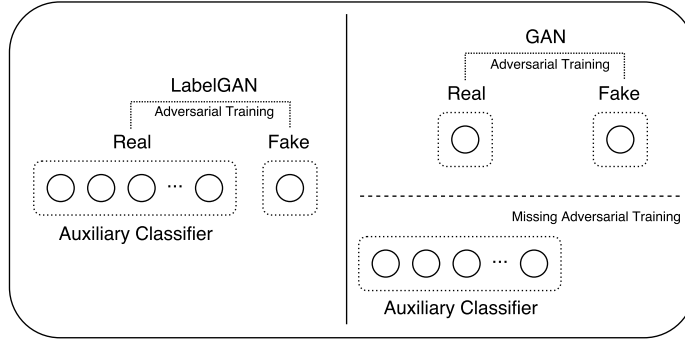 LabelGAN
Adversarial Training
Real Fake
...
Auxiliary Classifier
GAN
Adversarial Training
Real Fake
Missing Adversarial Training
...
Auxiliary Classifier